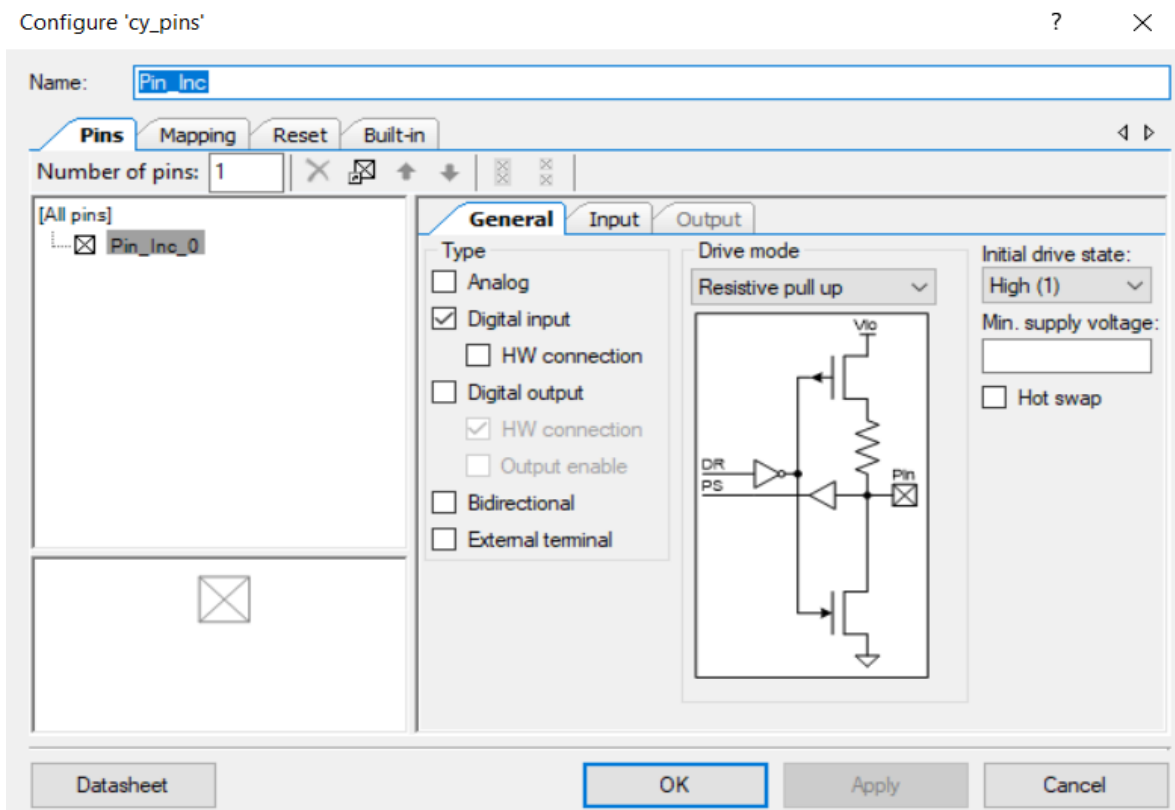 Configure 'cy_pins'
?
Name: Pin_Inc
Pins Mapping Reset Built-in
Number of pins: 1
[All pins]
Pin_Inc_0
General Input Output
Type
Analog
Digital input
HW connection
Digital output
HW connection
Output enable
Bidirectional
External terminal
Drive mode
Resistive pull up
Vio
DR
PS
Pin
Initial drive state:
High (1)
Min. supply voltage:
Hot swap
Datasheet OK Apply Cancel